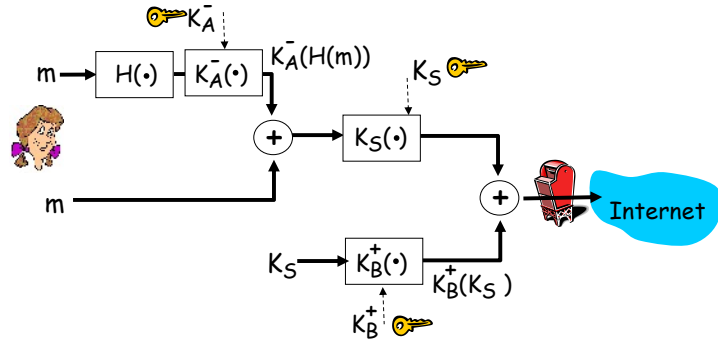 K_A^-
m
H(·)
K_A^-(·)
K_A^-(H(m))
K_S
+
K_S(·)
m
+
Internet
K_S
K_B^+(·)
K_B^+(K_S )
K_B^+